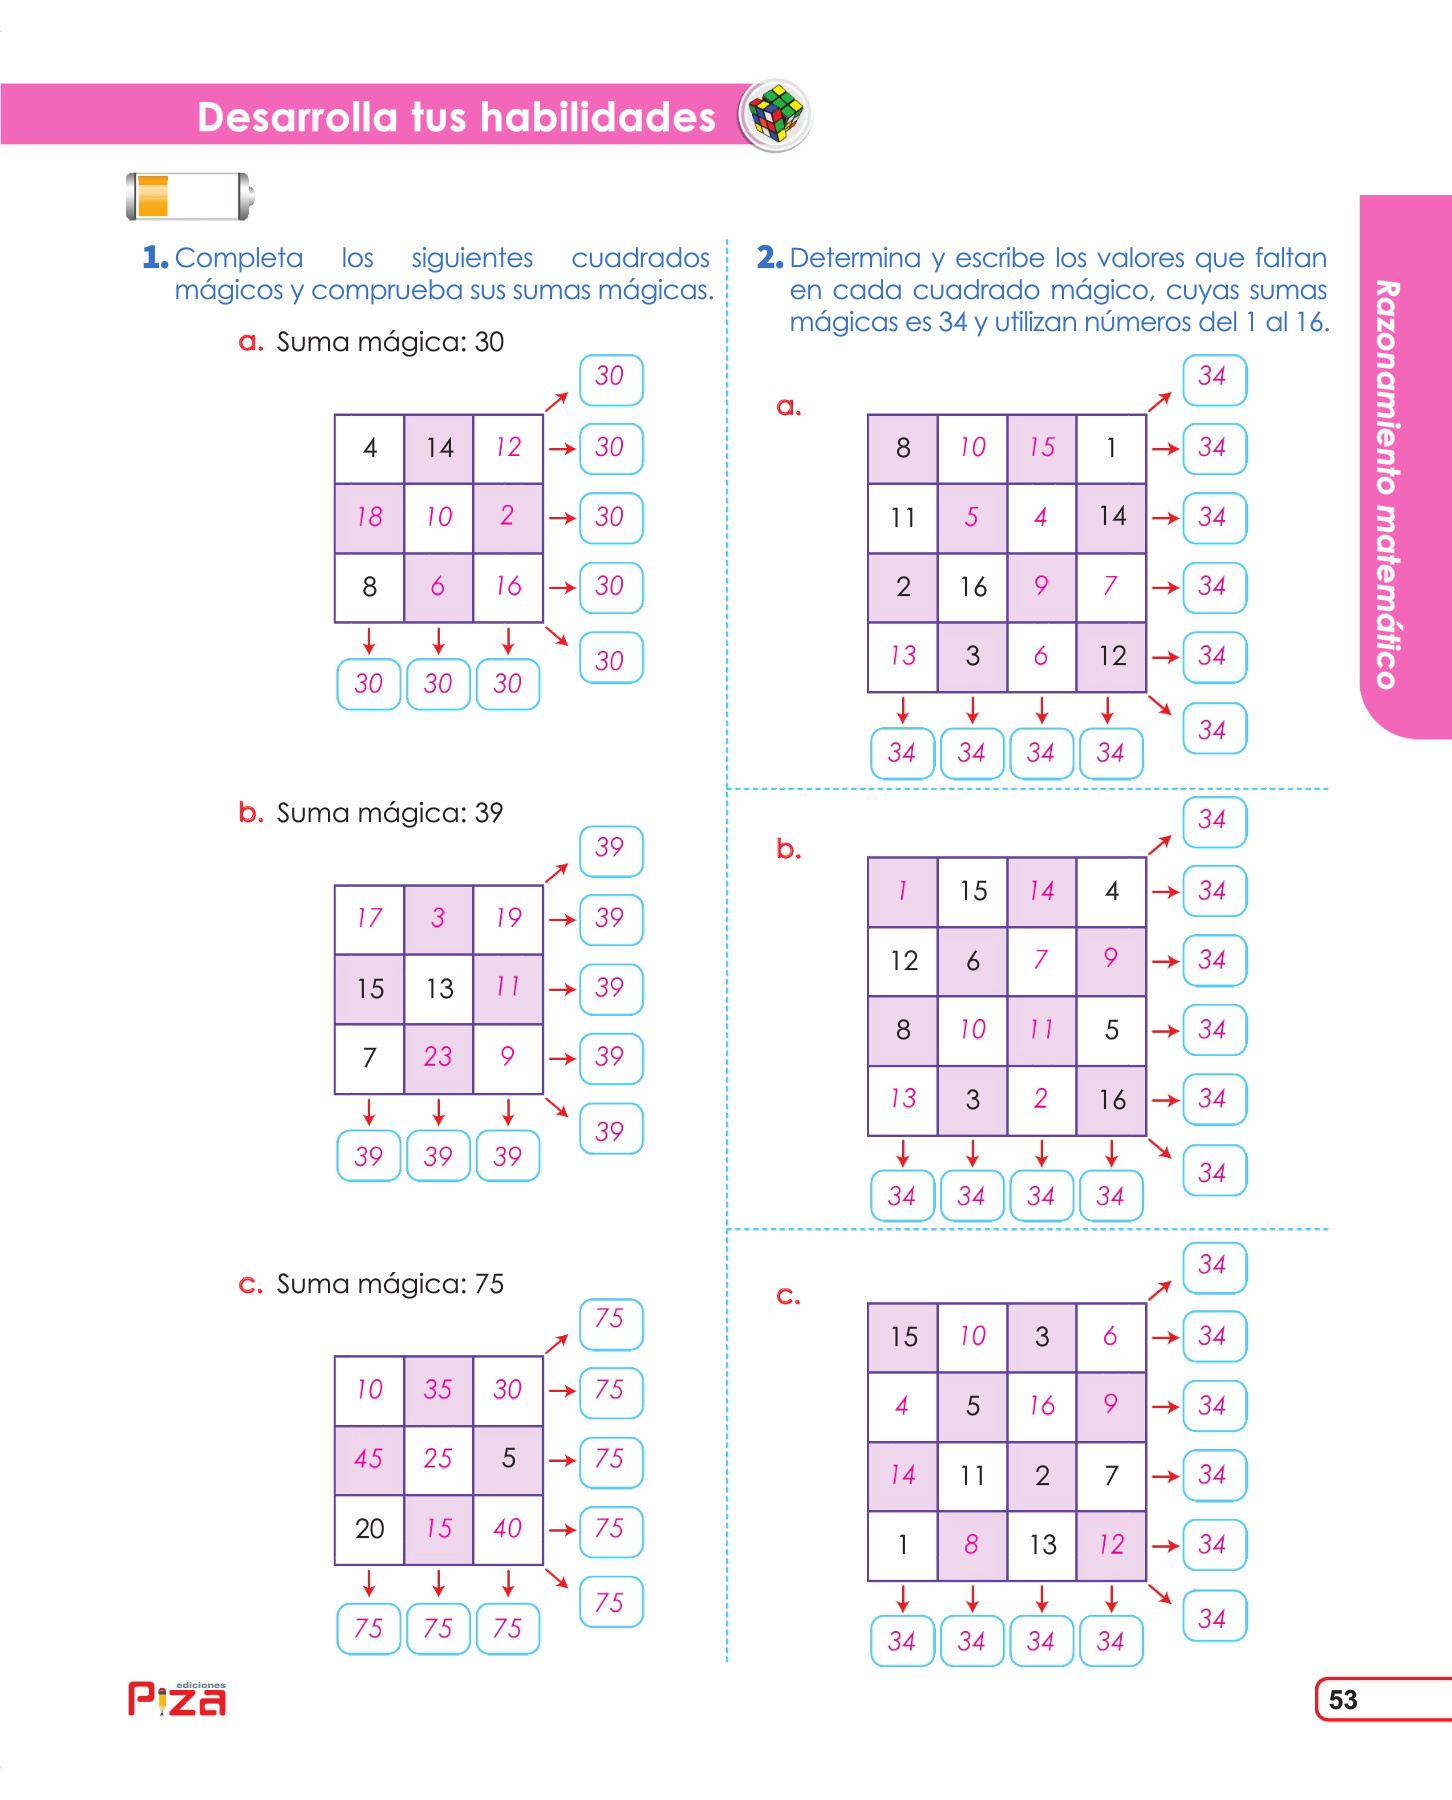 Desarrolla tus habilidades
1. Completa los siguientes cuadrados
mágicos y comprueba sus sumas mágicas.
a. Suma mágica: 30
30
4 14 12 30
18 10 2 30
8 6 16 30
30
30 30 30
b. Suma mágica: 39
39
17 3 19 39
15 13 11 39
7 23 9 39
39
39 39 39
c. Suma mágica: 75
75
10 35 30 75
45 25 5 75
20 15 40 75
75
75 75 75
2. Determina y escribe los valores que faltan
en cada cuadrado mágico, cuyas sumas
mágicas es 34 y utilizan números del 1 al 16.
34
a.
8 10 15 1 34
11 5 4 14 34
2 16 9 7 34
13 3 6 12 34
34
34 34 34 34
34
b.
1 15 14 4 34
12 6 7 9 34
8 10 11 5 34
13 3 2 16 34
34
34 34 34 34
34
c.
15 10 3 6 34
4 5 16 9 34
14 11 2 7 34
1 8 13 12 34
34
34 34 34 34
Razonamiento matemático
ediciones
Piza
53